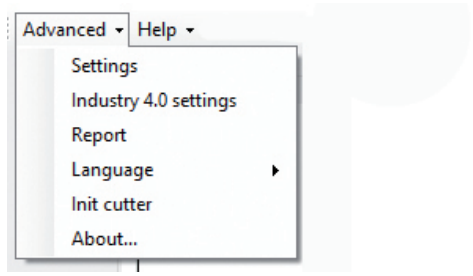 Advanced Help
Settings
Industry 4.0 settings
Report
Language
Init cutter
About...